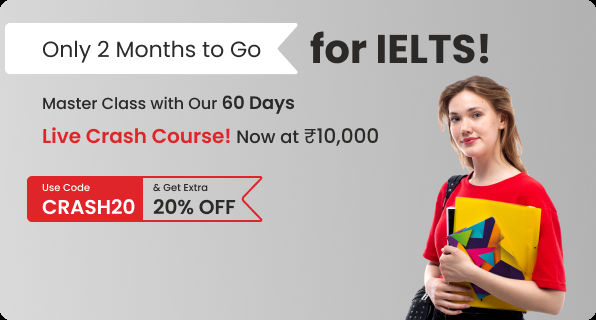 Only 2 Months to Go for IELTS!
Master Class with Our 60 Days
Live Crash Course! Now at ₹10,000
Use Code & Get Extra
CRASH20 20% OFF